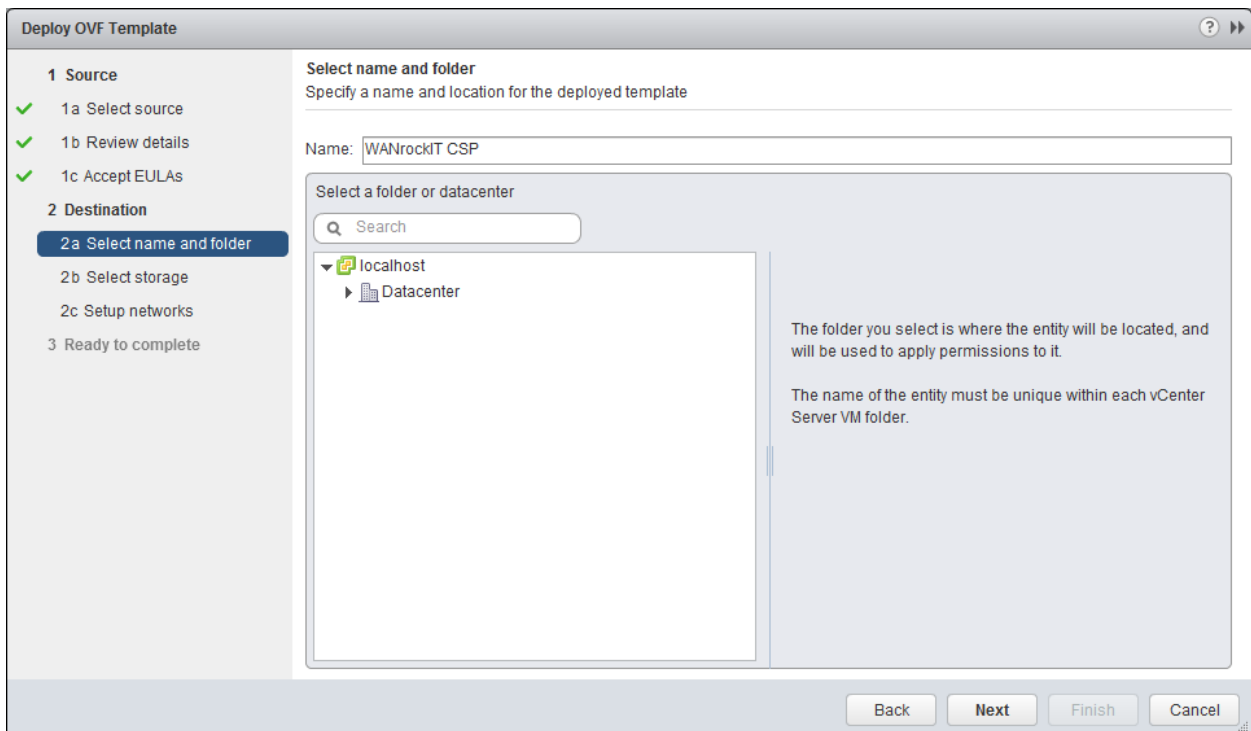 Deploy OVF Template
?
1 Source
1a Select source
1b Review details
1c Accept EULAs
2 Destination
2a Select name and folder
2b Select storage
2c Setup networks
3 Ready to complete
Select name and folder
Specify a name and location for the deployed template
Name: WANrockIT CSP
Select a folder or datacenter
Search
localhost
Datacenter
The folder you select is where the entity will be located, and
will be used to apply permissions to it.
The name of the entity must be unique within each vCenter
Server VM folder.
Back Next Finish Cancel